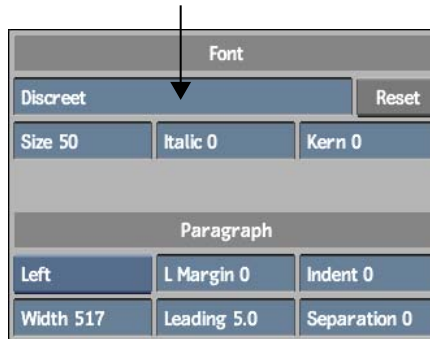 Font
Discreet Reset
Size 50 Italic 0 Kern 0
Paragraph
Left L Margin 0 Indent 0
Width 517 Leading 5.0 Separation 0